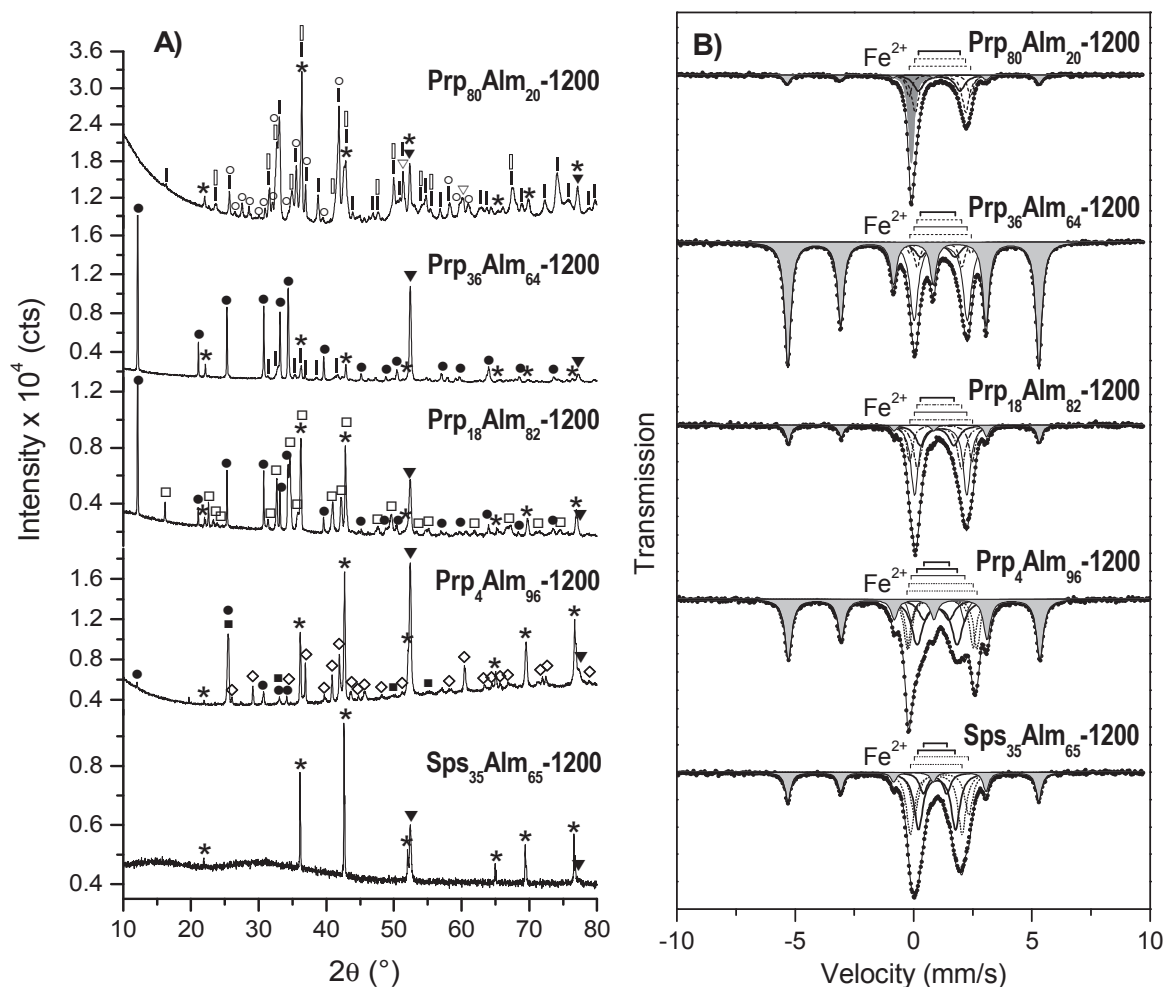 A)
Prp80Alm20-1200
Prp36Alm64-1200
Prp18Alm82-1200
Prp4Alm96-1200
Sps35Alm65-1200
Intensity x 10^4 (cts)
3.6
3.0
2.4
1.8
1.2
1.6
1.2
0.8
0.4
1.2
0.8
0.4
1.6
1.2
0.8
0.4
0.8
0.6
0.4
10 20 30 40 50 60 70 80
2θ (°)
B)
Prp80Alm20-1200
Fe2+
Prp36Alm64-1200
Fe2+
Prp18Alm82-1200
Fe2+
Prp4Alm96-1200
Fe2+
Sps35Alm65-1200
Fe2+
Transmission
-10 -5 0 5 10
Velocity (mm/s)